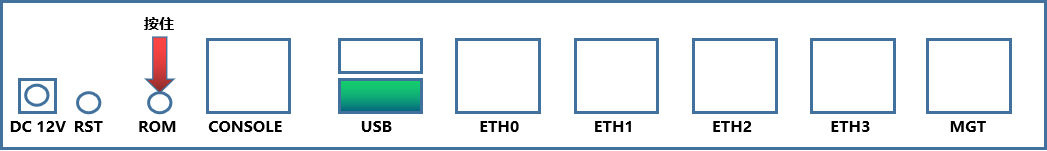 按住
DC 12V RST ROM CONSOLE USB ETH0 ETH1 ETH2 ETH3 MGT